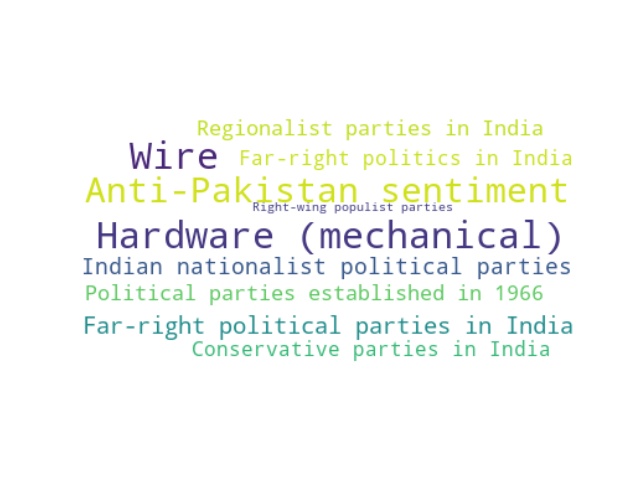 Regionalist parties in India
Wire
Far-right politics in India
Anti-Pakistan sentiment
Right-wing populist parties
Hardware (mechanical)
Indian nationalist political parties
Political parties established in 1966
Far-right political parties in India
Conservative parties in India